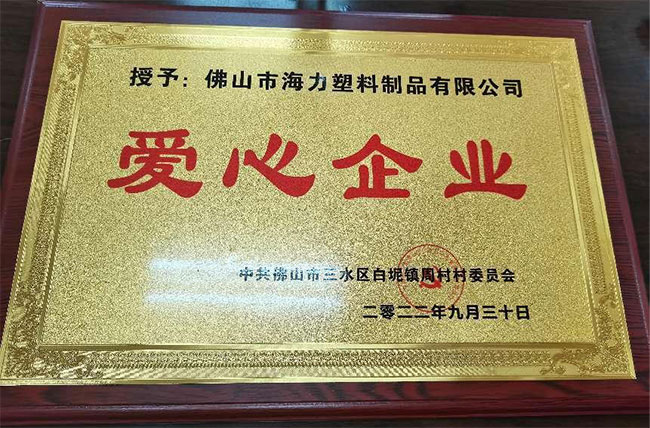 授予：佛山市海力塑料制品有限公司
爱心企业
中共佛山市三水区白坭镇周村村委员会
二零二二年九月三十日